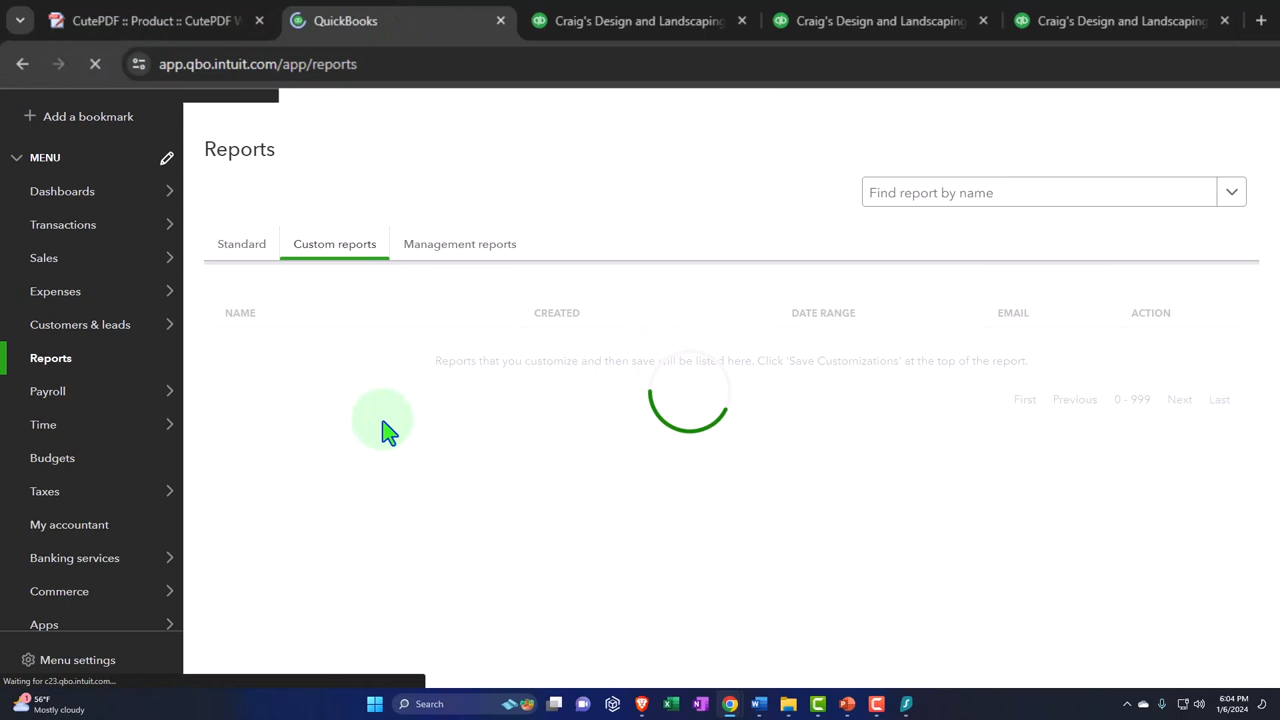 CutePDF :: Product :: CutePDF W
QuickBooks
Craig's Design and Landscaping
Craig's Design and Landscaping
Craig's Design and Landscaping
app.qbo.intuit.com/app/reports
Add a bookmark
MENU
Dashboards
Transactions
Sales
Expenses
Customers & leads
Reports
Payroll
Time
Budgets
Taxes
My accountant
Banking services
Commerce
Apps
Menu settings
Waiting for c23.qbo.intuit.com...
Reports
Find report by name
Standard Custom reports Management reports
NAME CREATED DATE RANGE EMAIL ACTION
Reports that you customize and then save will be listed here. Click 'Save Customizations' at the top of the report.
First Previous 0 - 999 Next Last
56°F
Mostly cloudy
Search
6:04 PM
1/6/2024